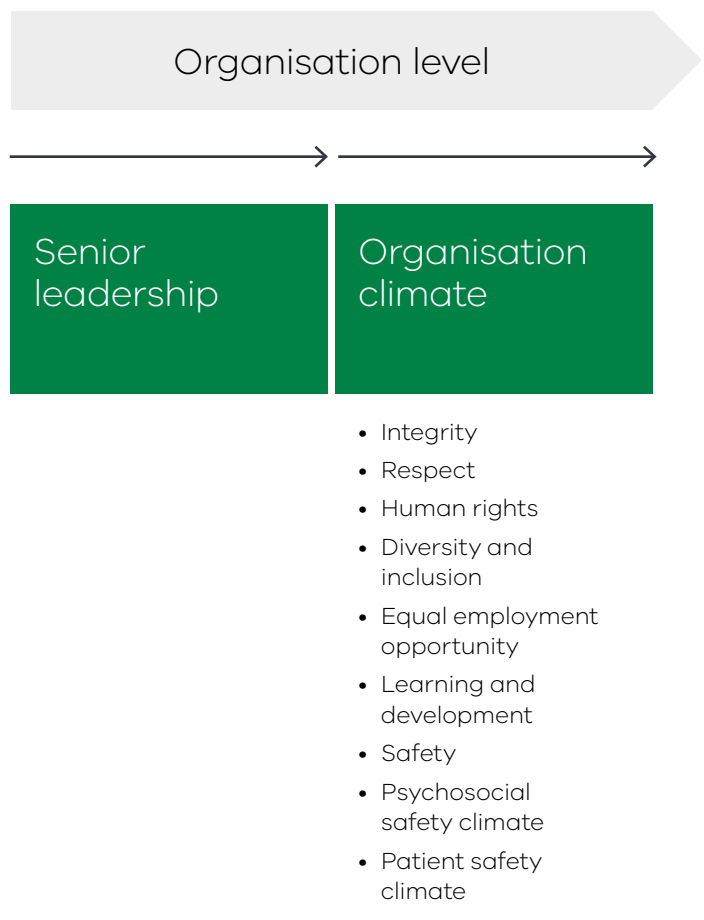 Organisation level
Senior
leadership
Organisation
climate
• Integrity
• Respect
• Human rights
• Diversity and
inclusion
• Equal employment
opportunity
• Learning and
development
• Safety
• Psychosocial
safety climate
• Patient safety
climate